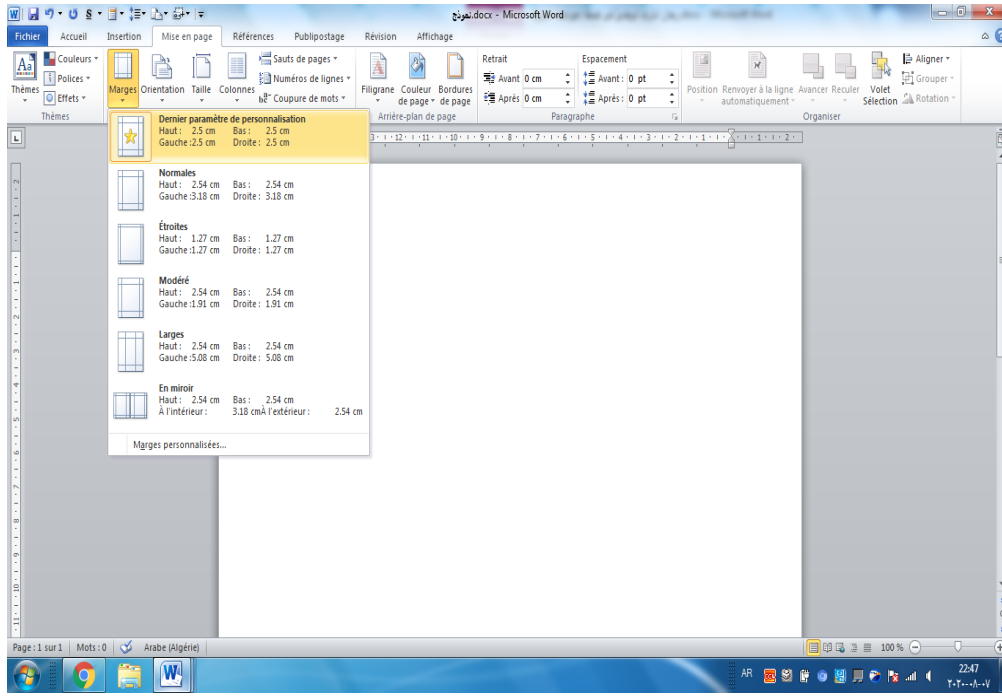 نموذج.docx - Microsoft Word
Fichier Accueil Insertion Mise en page Références Publipostage Révision Affichage
Aa Thèmes
Couleurs
Polices
Effets
Thèmes
Marges Orientation Taille Colonnes
Sauts de pages
Numéros de lignes
Coupure de mots
Filigrane Couleur de page Bordures de page
Arrière-plan de page
Retrait Espacement
Avant 0 cm Avant : 0 pt
Après 0 cm Après : 0 pt
Paragraphe
Position Renvoyer à la ligne automatiquement Avancer Reculer Volet Sélection
Aligner
Grouper
Rotation
Organiser
Dernier paramètre de personnalisation
Haut : 2.5 cm Bas : 2.5 cm
Gauche :2.5 cm Droite : 2.5 cm
Normales
Haut : 2.54 cm Bas : 2.54 cm
Gauche :3.18 cm Droite : 3.18 cm
Étroites
Haut : 1.27 cm Bas : 1.27 cm
Gauche :1.27 cm Droite : 1.27 cm
Modéré
Haut : 2.54 cm Bas : 2.54 cm
Gauche :1.91 cm Droite : 1.91 cm
Larges
Haut : 2.54 cm Bas : 2.54 cm
Gauche :5.08 cm Droite : 5.08 cm
En miroir
Haut : 2.54 cm Bas : 2.54 cm
À l'intérieur : 3.18 cmÀ l'extérieur : 2.54 cm
Marges personnalisées...
Page : 1 sur 1 Mots : 0 Arabe (Algérie) 100 %
AR 22:47
٢٠٢٠-٠٨-٠٧